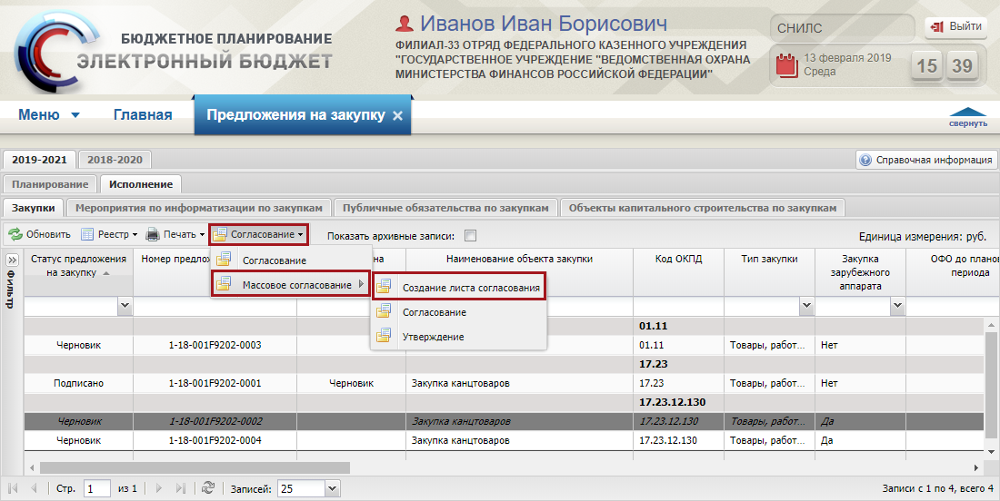 БЮДЖЕТНОЕ ПЛАНИРОВАНИЕ
ЭЛЕКТРОННЫЙ БЮДЖЕТ
Иванов Иван Борисович
ФИЛИАЛ-33 ОТРЯД ФЕДЕРАЛЬНОГО КАЗЕННОГО УЧРЕЖДЕНИЯ
"ГОСУДАРСТВЕННОЕ УЧРЕЖДЕНИЕ "ВЕДОМСТВЕННАЯ ОХРАНА
МИНИСТЕРСТВА ФИНАНСОВ РОССИЙСКОЙ ФЕДЕРАЦИИ"
СНИЛС
Выйти
13 февраля 2019
Среда
15 39
Меню Главная Предложения на закупку
свернуть
2019-2021 2018-2020 Справочная информация
Планирование Исполнение
Закупки Мероприятия по информатизации по закупкам Публичные обязательства по закупкам Объекты капитального строительства по закупкам
Обновить Реестр Печать Согласование Показать архивные записи: Единица измерения: руб.
Согласование
Массовое согласование
Создание листа согласования
Согласование
Утверждение
Фильтр
Статус предложения
на закупку
Номер предлож
на
Наименование объекта закупки
Код ОКПД
Тип закупки
Закупка
зарубежного
аппарата
ОФО до планов
периода
01.11
Черновик 1-18-001F9202-0003 01.11 Товары, работ... Нет
17.23
Подписано 1-18-001F9202-0001 Черновик Закупка канцтоваров 17.23 Товары, работ... Нет
17.23.12.130
Черновик 1-18-001F9202-0002 Закупка канцтоваров 17.23.12.130 Товары, работ... Да
Черновик 1-18-001F9202-0004 Закупка канцтоваров 17.23.12.130 Товары, работ... Да
Стр. 1 из 1 Записей: 25 Записи с 1 по 4, всего 4